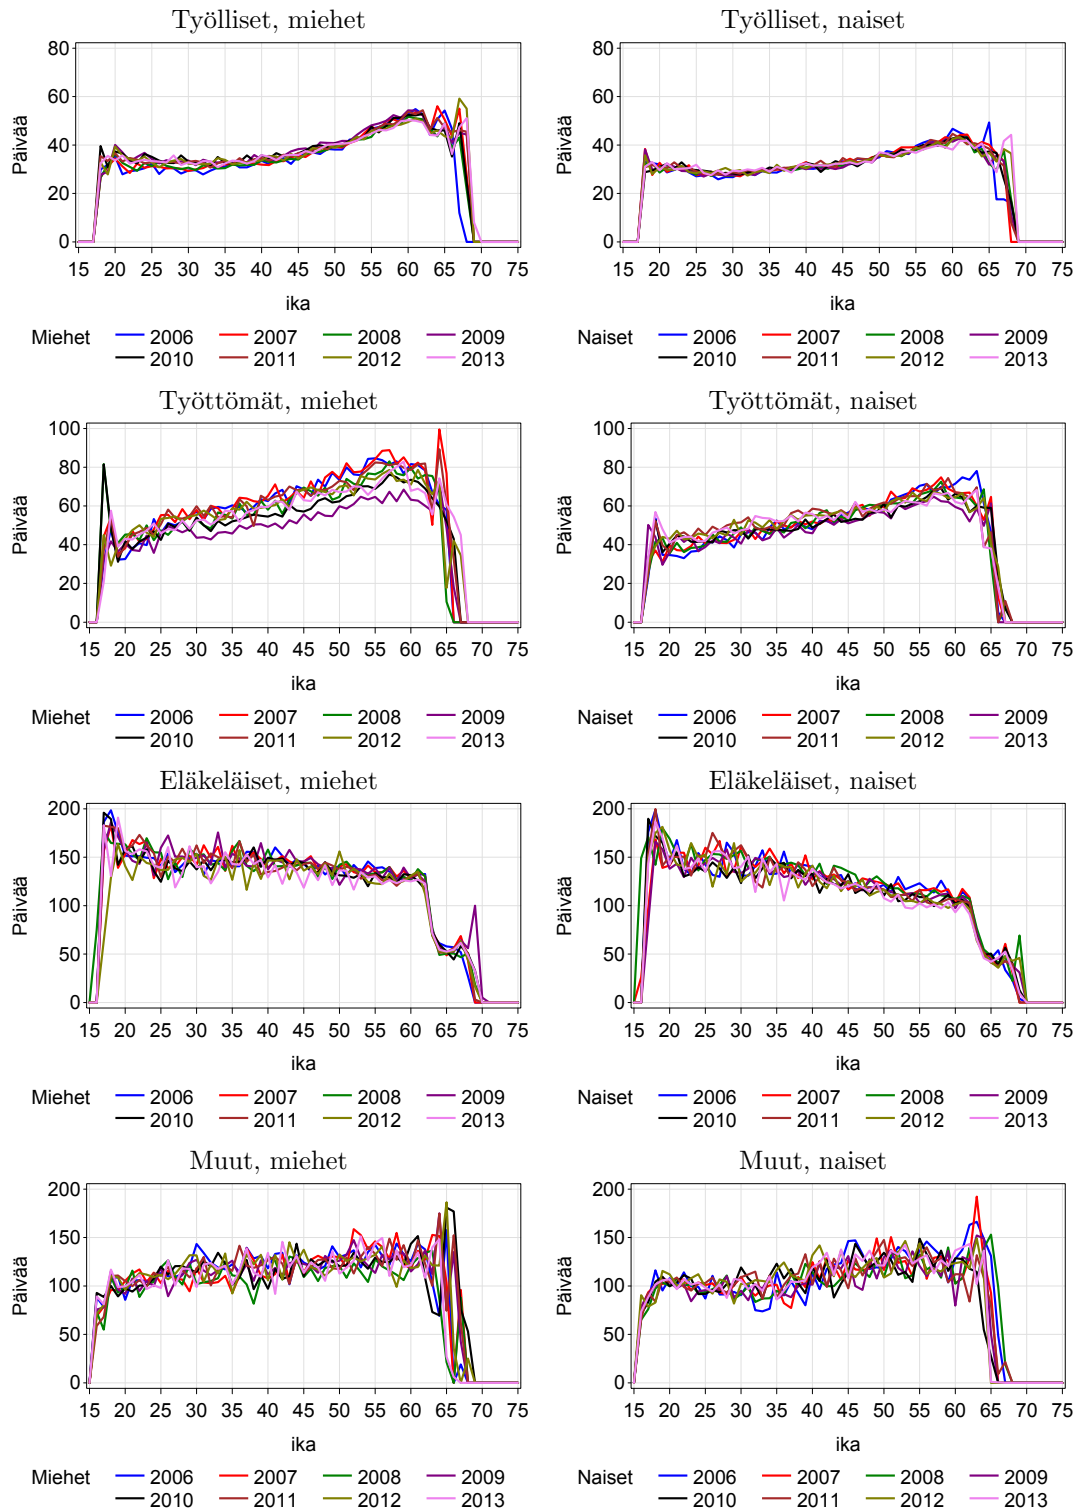 Työlliset, miehet
Päivää
80
60
40
20
0
15 20 25 30 35 40 45 50 55 60 65 70 75
ika
Miehet 2006 2007 2008 2009
2010 2011 2012 2013
Työlliset, naiset
Päivää
80
60
40
20
0
15 20 25 30 35 40 45 50 55 60 65 70 75
ika
Naiset 2006 2007 2008 2009
2010 2011 2012 2013
Työttömät, miehet
Päivää
100
80
60
40
20
0
15 20 25 30 35 40 45 50 55 60 65 70 75
ika
Miehet 2006 2007 2008 2009
2010 2011 2012 2013
Työttömät, naiset
Päivää
100
80
60
40
20
0
15 20 25 30 35 40 45 50 55 60 65 70 75
ika
Naiset 2006 2007 2008 2009
2010 2011 2012 2013
Eläkeläiset, miehet
Päivää
200
150
100
50
0
15 20 25 30 35 40 45 50 55 60 65 70 75
ika
Miehet 2006 2007 2008 2009
2010 2011 2012 2013
Eläkeläiset, naiset
Päivää
200
150
100
50
0
15 20 25 30 35 40 45 50 55 60 65 70 75
ika
Naiset 2006 2007 2008 2009
2010 2011 2012 2013
Muut, miehet
Päivää
200
150
100
50
0
15 20 25 30 35 40 45 50 55 60 65 70 75
ika
Miehet 2006 2007 2008 2009
2010 2011 2012 2013
Muut, naiset
Päivää
200
150
100
50
0
15 20 25 30 35 40 45 50 55 60 65 70 75
ika
Naiset 2006 2007 2008 2009
2010 2011 2012 2013